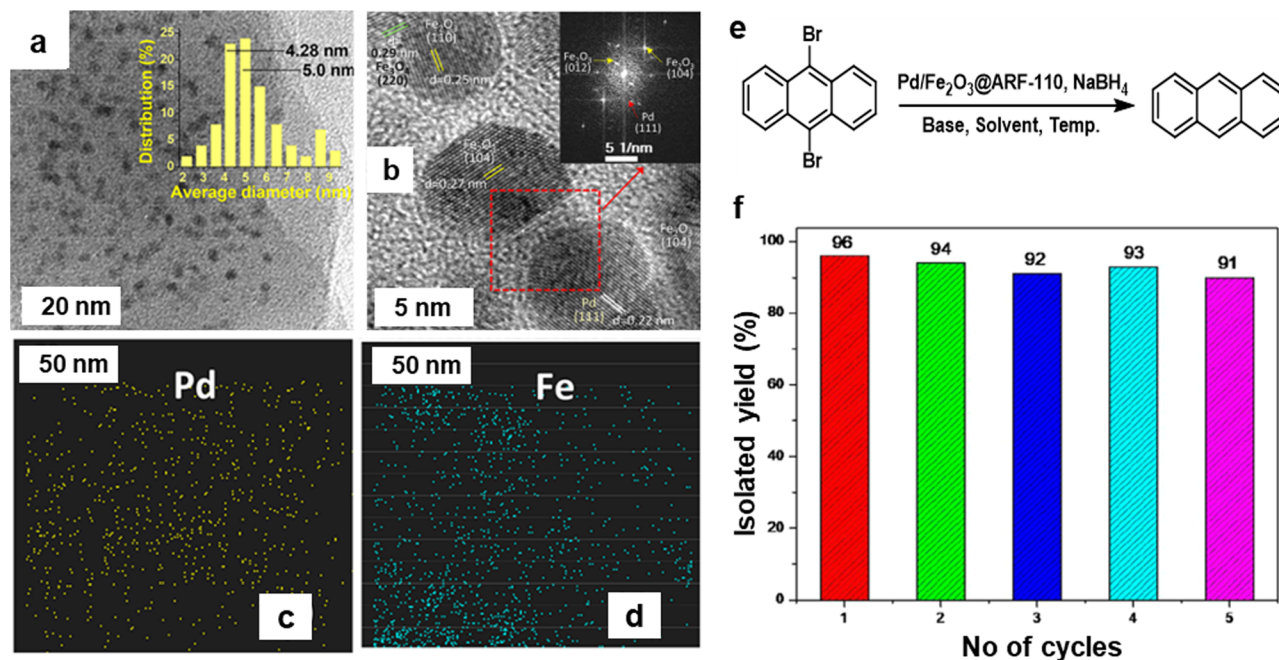 a
Distribution (%)
25
20
15
10
5
0
4.28 nm
5.0 nm
2 3 4 5 6 7 8 9
Average diameter (nm)
20 nm
b
0.29 nm
Fe₃O₄
(220)
(110)
d=0.25 nm
(104)
d=0.27 nm
Fe₂O₃
(012)
Fe₂O₃
(104)
Pd
(111)
5 1/nm
Fe₂O₃
(104)
Pd
(111)
d=0.22 nm
5 nm
50 nm
Pd
c
50 nm
Fe
d
e
Br
Br
Pd/Fe₂O₃@ARF-110, NaBH₄
Base, Solvent, Temp.
f
Isolated yield (%)
100
80
60
40
20
0
96
94
92
93
91
1 2 3 4 5
No of cycles